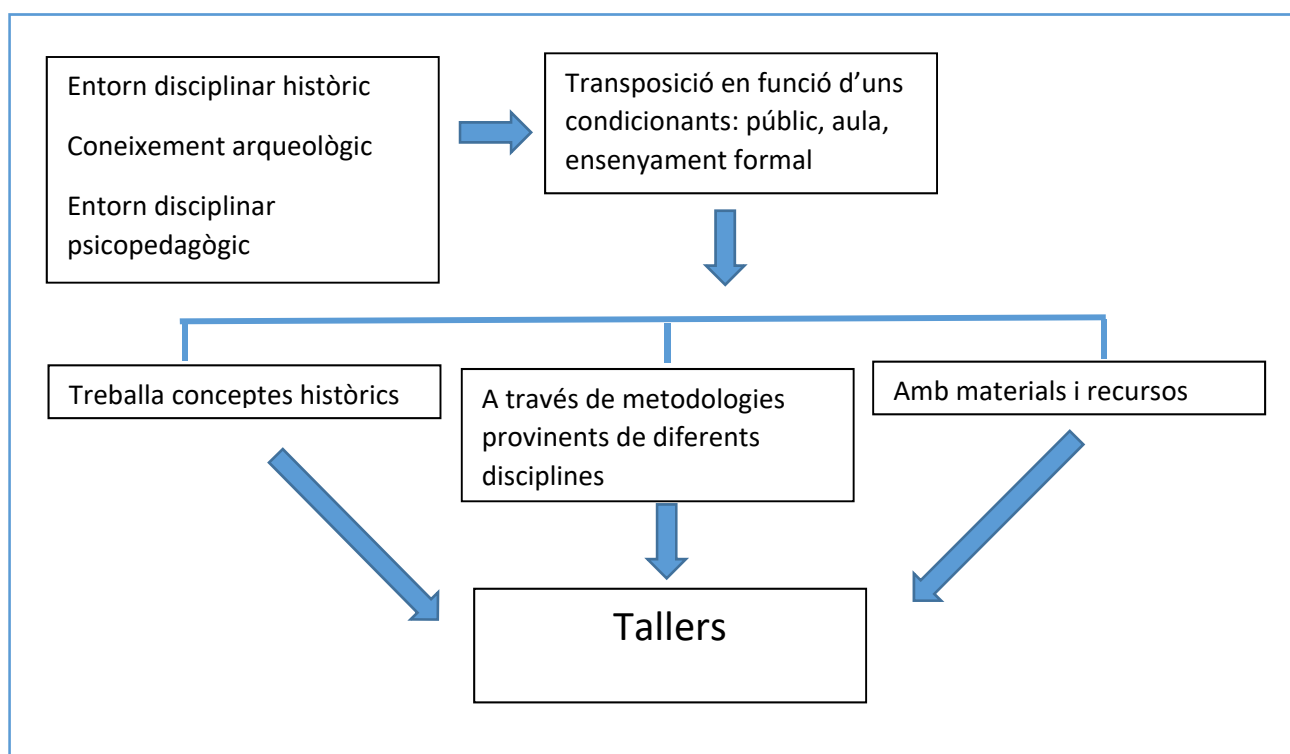 Entorn disciplinar històric
Coneixement arqueològic
Entorn disciplinar
psicopedagògic
Transposició en funció d’uns
condicionants: públic, aula,
ensenyament formal
Treballa conceptes històrics
A través de metodologies
provinents de diferents
disciplines
Amb materials i recursos
Tallers